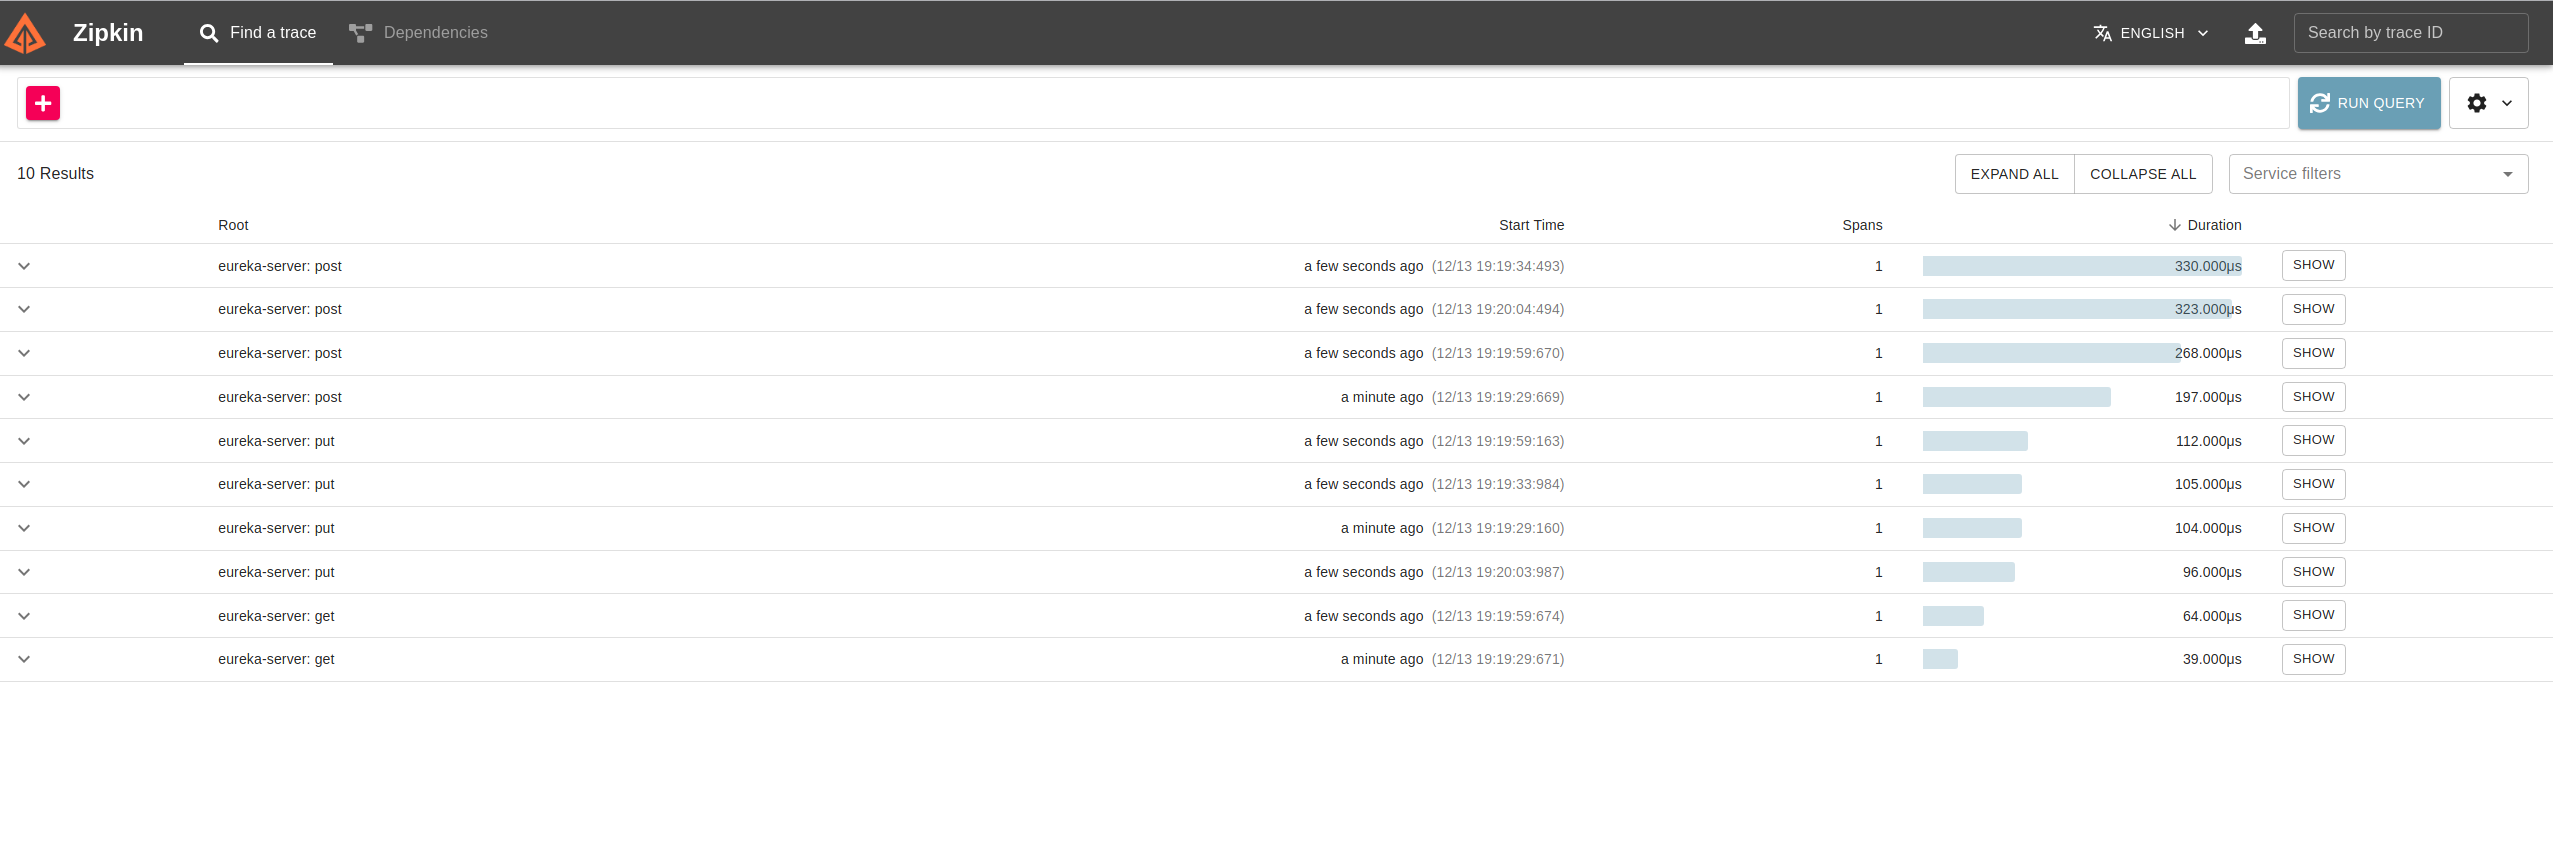 Zipkin Find a trace Dependencies ENGLISH Search by trace ID
RUN QUERY
10 Results EXPAND ALL COLLAPSE ALL Service filters
Root Start Time Spans Duration
eureka-server: post a few seconds ago (12/13 19:19:34:493) 1 330.000μs SHOW
eureka-server: post a few seconds ago (12/13 19:20:04:494) 1 323.000μs SHOW
eureka-server: post a few seconds ago (12/13 19:19:59:670) 1 268.000μs SHOW
eureka-server: post a minute ago (12/13 19:19:29:669) 1 197.000μs SHOW
eureka-server: put a few seconds ago (12/13 19:19:59:163) 1 112.000μs SHOW
eureka-server: put a few seconds ago (12/13 19:19:33:984) 1 105.000μs SHOW
eureka-server: put a minute ago (12/13 19:19:29:160) 1 104.000μs SHOW
eureka-server: put a few seconds ago (12/13 19:20:03:987) 1 96.000μs SHOW
eureka-server: get a few seconds ago (12/13 19:19:59:674) 1 64.000μs SHOW
eureka-server: get a minute ago (12/13 19:19:29:671) 1 39.000μs SHOW